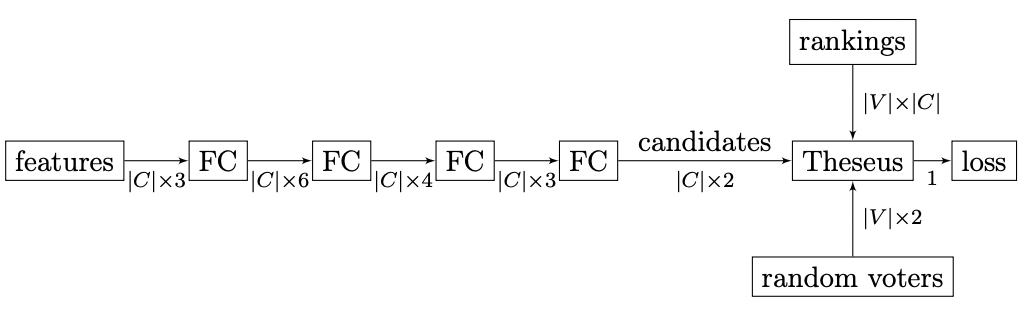 rankings
|V|×|C|
candidates
features FC FC FC FC Theseus loss
|C|×3 |C|×6 |C|×4 |C|×3 |C|×2 1
|V|×2
random voters